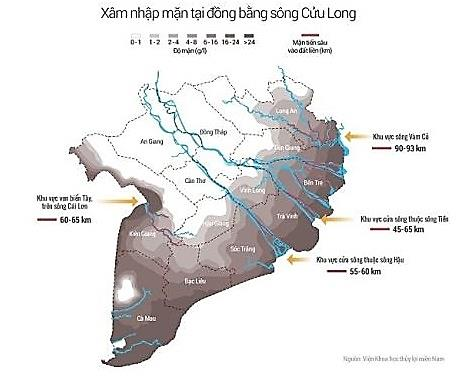 Xâm nhập mặn tại đồng bằng sông Cửu Long
0-1 1-2 2-4 4-8 6-16 16-24 >24
Độ mặn (g/l)
Mặn tiến sâu
vào đất liền (km)
Long An
An Giang
Đồng Tháp
Tiền Giang
Khu vực sông Vàm Cỏ
90-93 km
Cần Thơ
Bến Tre
Vĩnh Long
Khu vực ven biển Tây,
trên sông Cái Lớn
60-65 km
Trà Vinh
Khu vực cửa sông thuộc sông Tiền
45-65 km
Hậu Giang
Kiên Giang
Sóc Trăng
Khu vực cửa sông thuộc sông Hậu
55-60 km
Bạc Liêu
Cà Mau
Nguồn: Viện Khoa học thủy lợi miền Nam